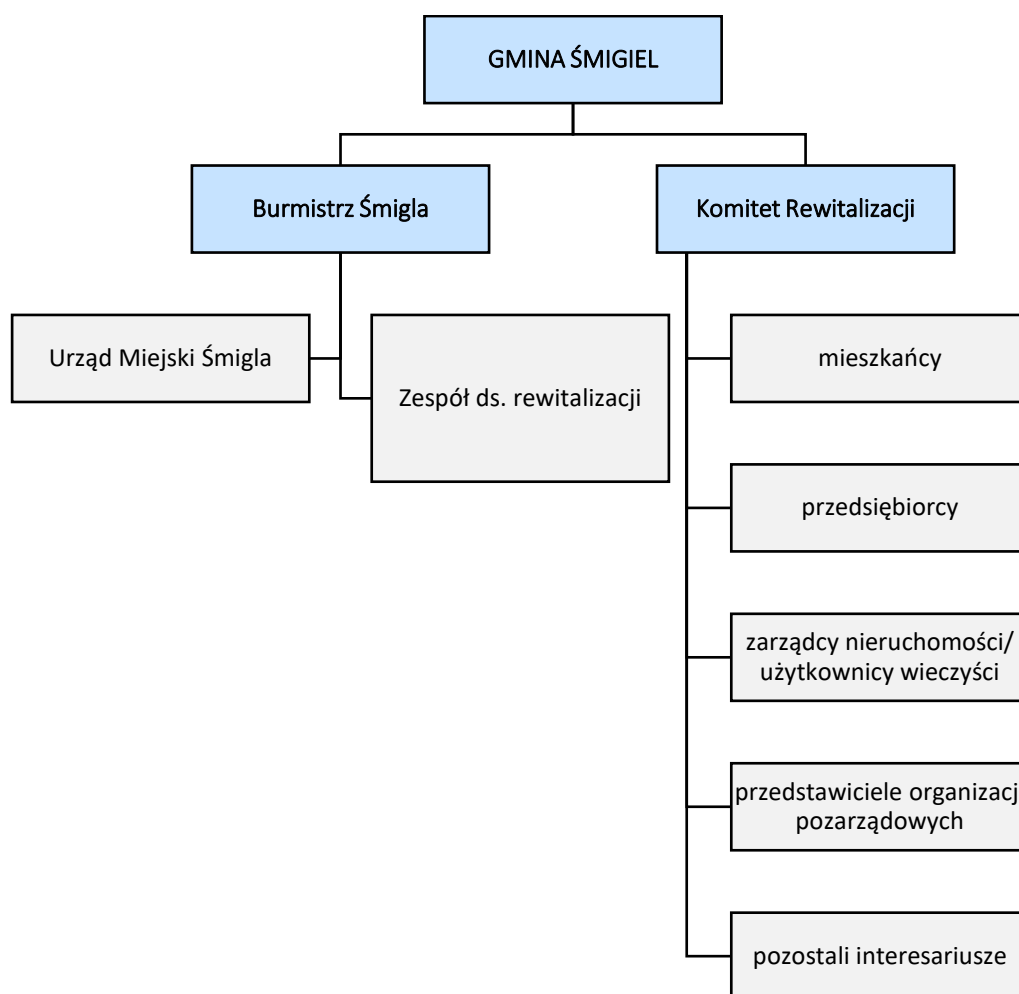 GMINA ŚMIGIEL
Burmistrz Śmigla
Komitet Rewitalizacji
Urząd Miejski Śmigla
Zespół ds. rewitalizacji
mieszkańcy
przedsiębiorcy
zarządcy nieruchomości/
użytkownicy wieczyści
przedstawiciele organizacj
pozarządowych
pozostali interesariusze